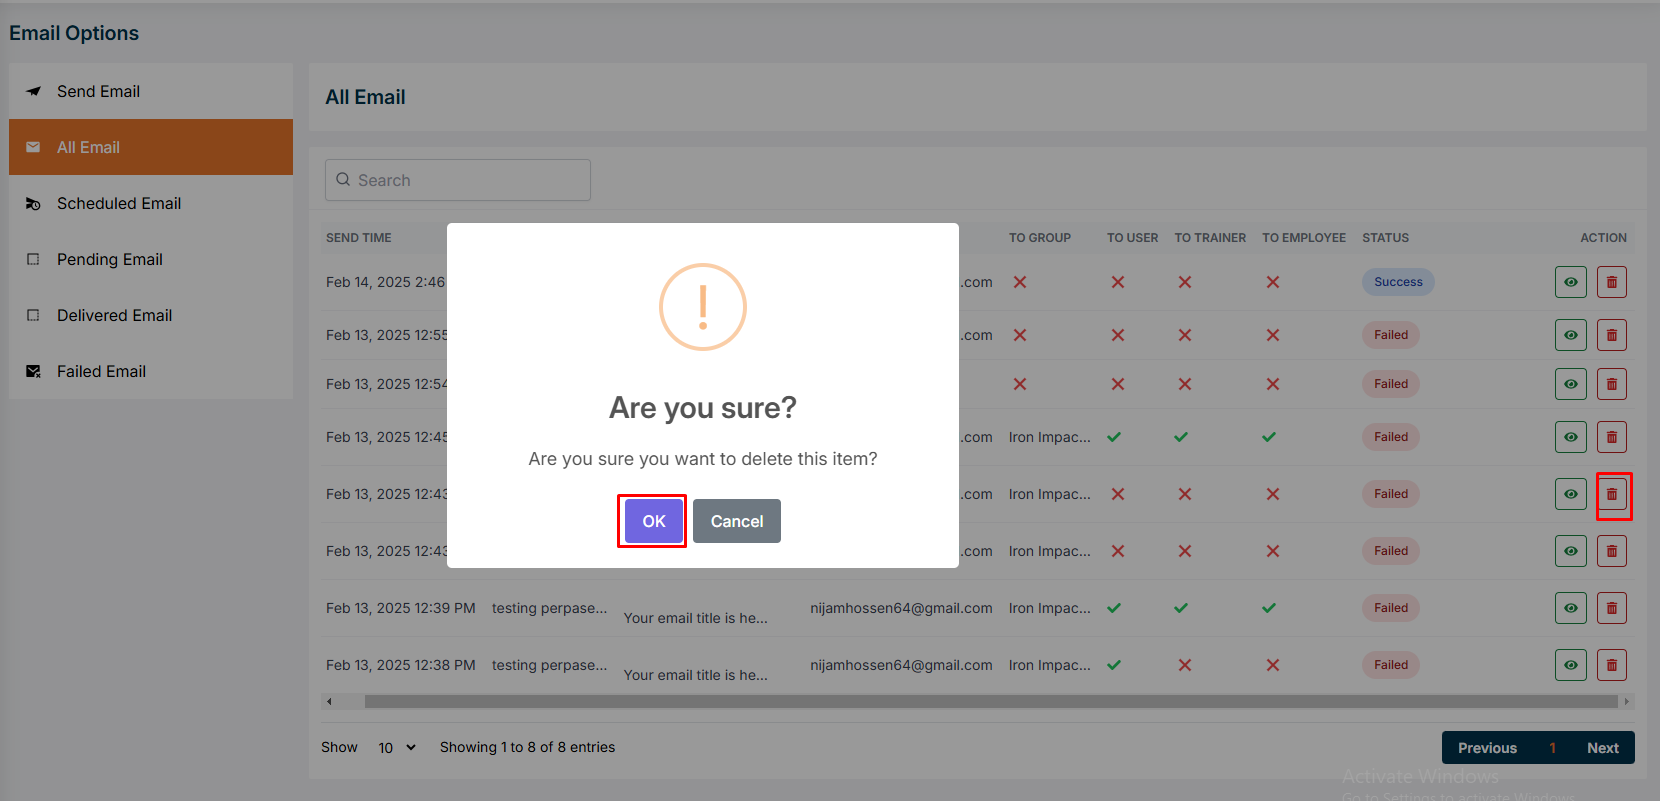 Email Options
Send Email
All Email
Scheduled Email
Pending Email
Delivered Email
Failed Email
All Email
Search
SEND TIME TO GROUP TO USER TO TRAINER TO EMPLOYEE STATUS ACTION
Feb 14, 2025 2:46 .com Success
Feb 13, 2025 12:55 .com Failed
Feb 13, 2025 12:54 Failed
Feb 13, 2025 12:45 .com Iron Impac... Failed
Feb 13, 2025 12:43 .com Iron Impac... Failed
Feb 13, 2025 12:43 .com Iron Impac... Failed
Feb 13, 2025 12:39 PM testing perpase... Your email title is he... nijamhossen64@gmail.com Iron Impac... Failed
Feb 13, 2025 12:38 PM testing perpase... Your email title is he... nijamhossen64@gmail.com Iron Impac... Failed
!
Are you sure?
Are you sure you want to delete this item?
OK Cancel
Show 10 Showing 1 to 8 of 8 entries
Previous 1 Next
Activate Windows
Go to Settings to activate Windows.